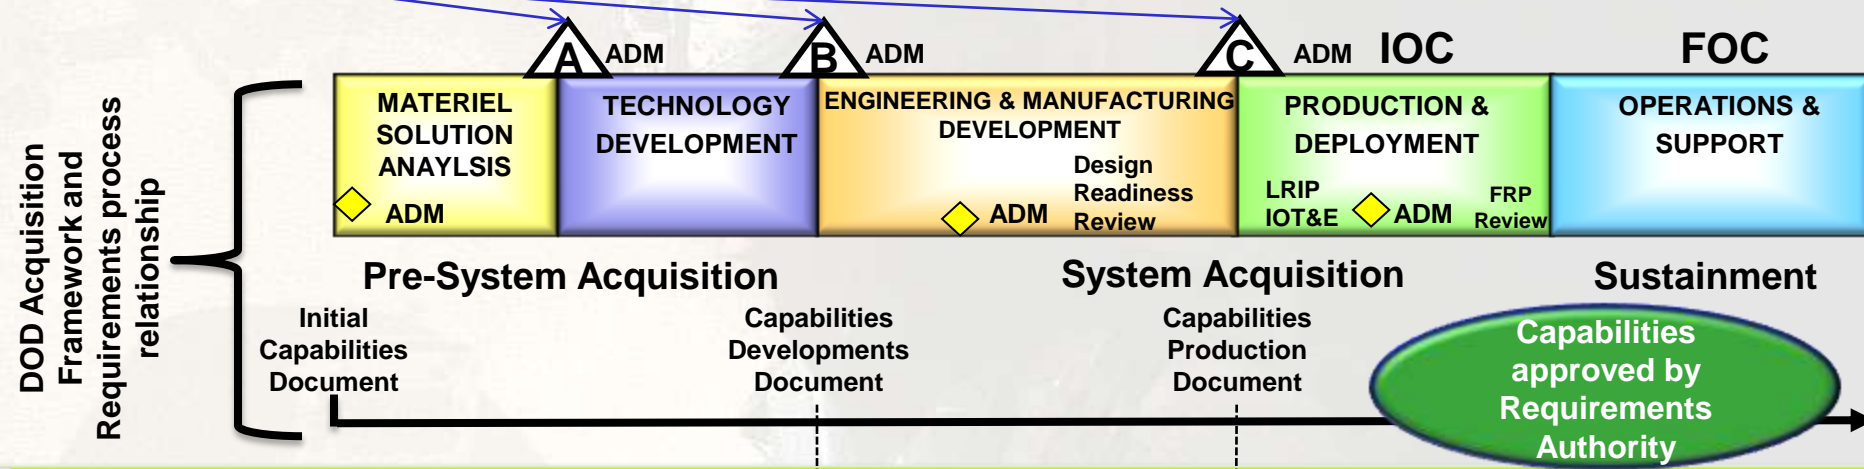 DOD Acquisition
Framework and
Requirements process
relationship
A ADM
B ADM
C ADM IOC
FOC
MATERIEL
SOLUTION
ANAYLSIS
ADM
TECHNOLOGY
DEVELOPMENT
ENGINEERING & MANUFACTURING
DEVELOPMENT
Design
Readiness
Review
ADM
PRODUCTION &
DEPLOYMENT
LRIP
IOT&E
ADM
FRP
Review
OPERATIONS &
SUPPORT
Pre-System Acquisition
System Acquisition
Sustainment
Initial
Capabilities
Document
Capabilities
Developments
Document
Capabilities
Production
Document
Capabilities
approved by
Requirements
Authority